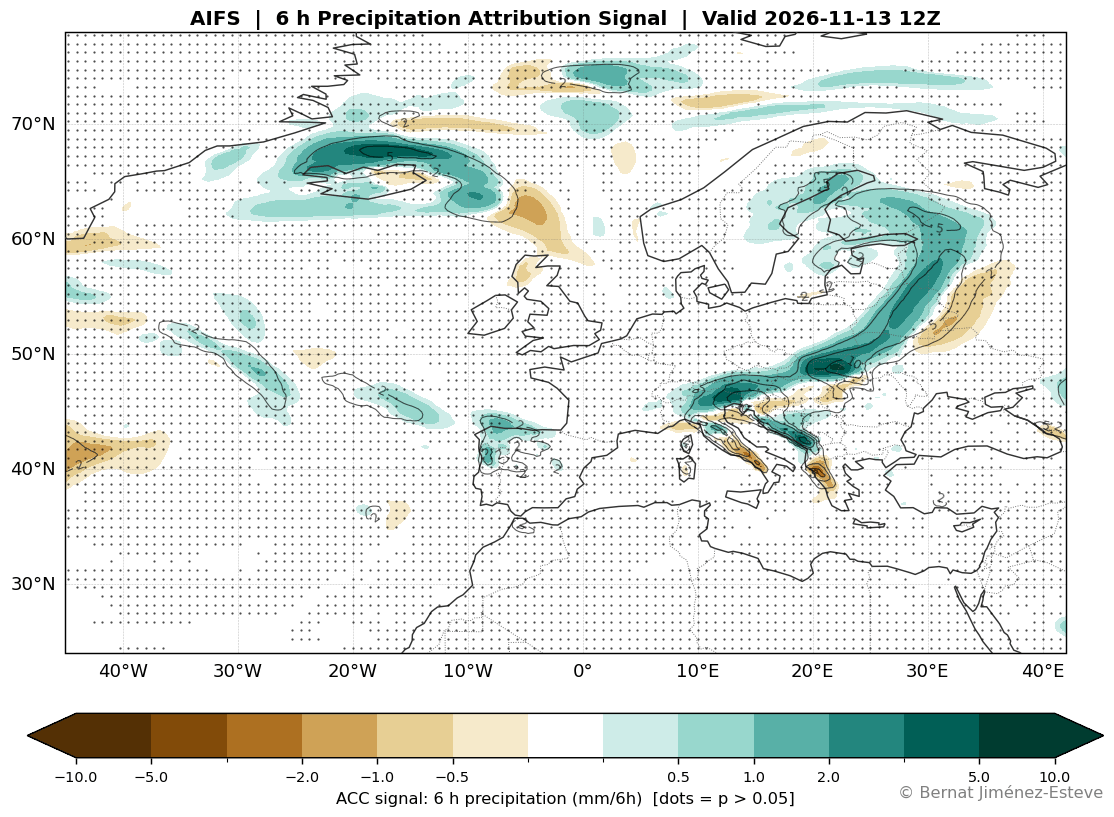 AIFS | 6 h Precipitation Attribution Signal | Valid 2026-11-13 12Z
70°N
60°N
50°N
40°N
30°N
40°W 30°W 20°W 10°W 0° 10°E 20°E 30°E 40°E
−10.0 −5.0 −2.0 −1.0 −0.5 0.5 1.0 2.0 5.0 10.0
ACC signal: 6 h precipitation (mm/6h) [dots = p > 0.05]
© Bernat Jiménez-Esteve